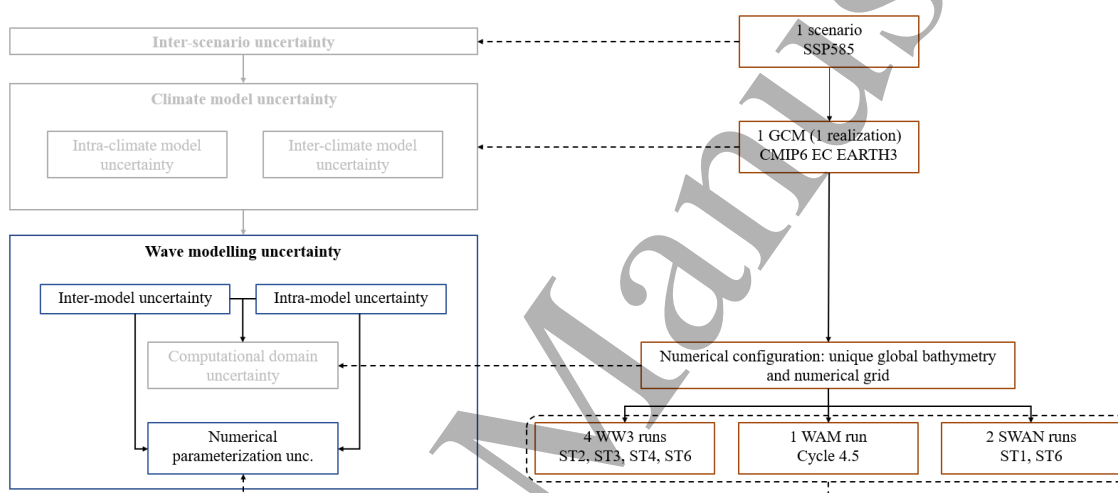 Inter-scenario uncertainty
Climate model uncertainty
Intra-climate model
uncertainty
Inter-climate model
uncertainty
Wave modelling uncertainty
Inter-model uncertainty
Intra-model uncertainty
Computational domain
uncertainty
Numerical
parameterization unc.
1 scenario
SSP585
1 GCM (1 realization)
CMIP6 EC EARTH3
Numerical configuration: unique global bathymetry
and numerical grid
4 WW3 runs
ST2, ST3, ST4, ST6
1 WAM run
Cycle 4.5
2 SWAN runs
ST1, ST6
Manus